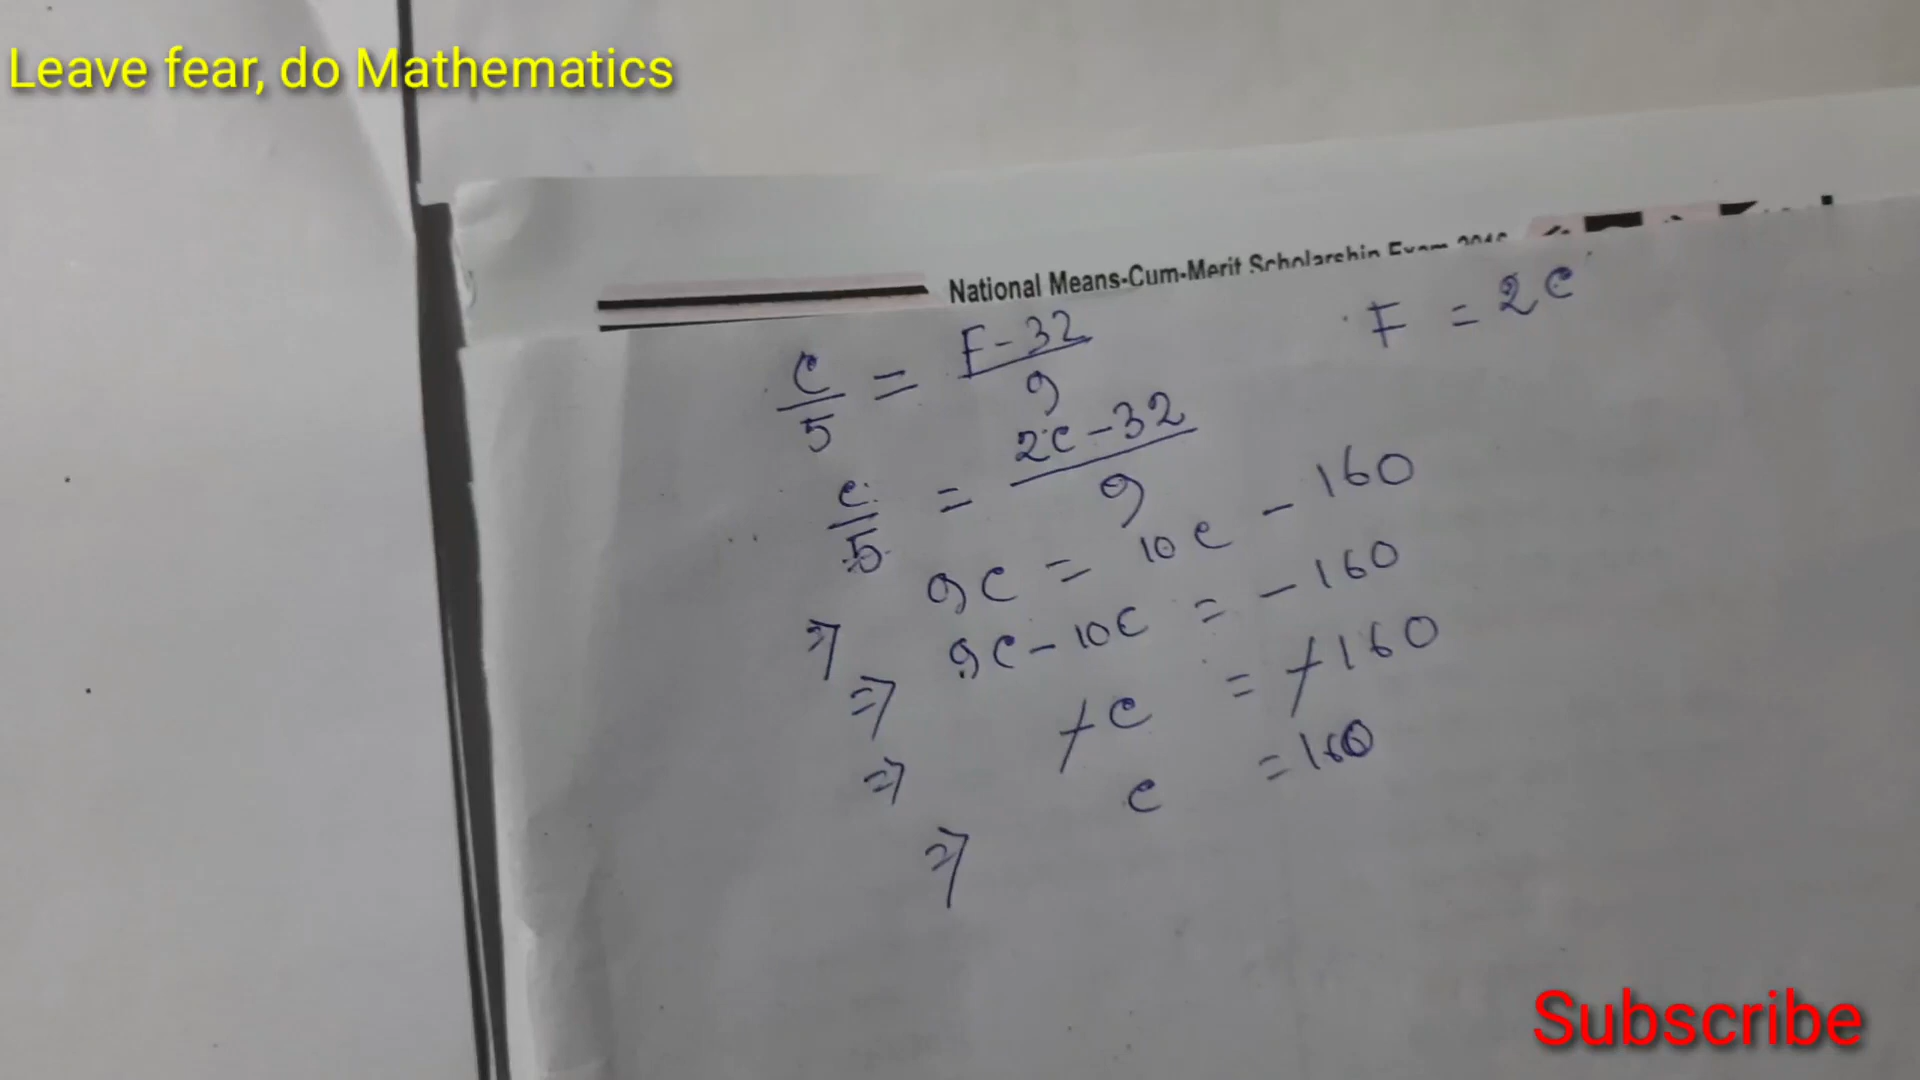 Leave fear, do Mathematics
National Means-Cum-Merit Scholarship Exam
F = 2C
C/5 = F - 32/9
C/5 = 2C - 32/9
⇒ 9C = 10C - 160
⇒ 9C - 10C = - 160
⇒ - C = - 160
⇒ C = 160
Subscribe